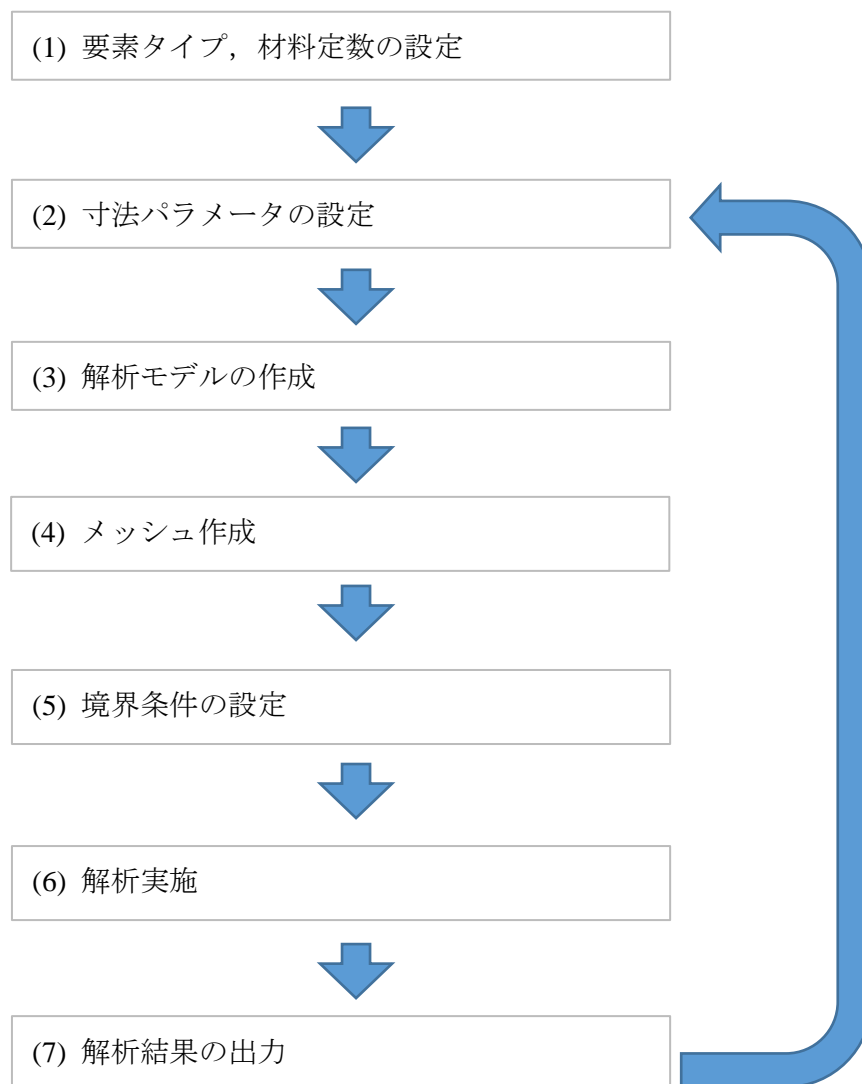 (1) 要素タイプ，材料定数の設定
(2) 寸法パラメータの設定
(3) 解析モデルの作成
(4) メッシュ作成
(5) 境界条件の設定
(6) 解析実施
(7) 解析結果の出力